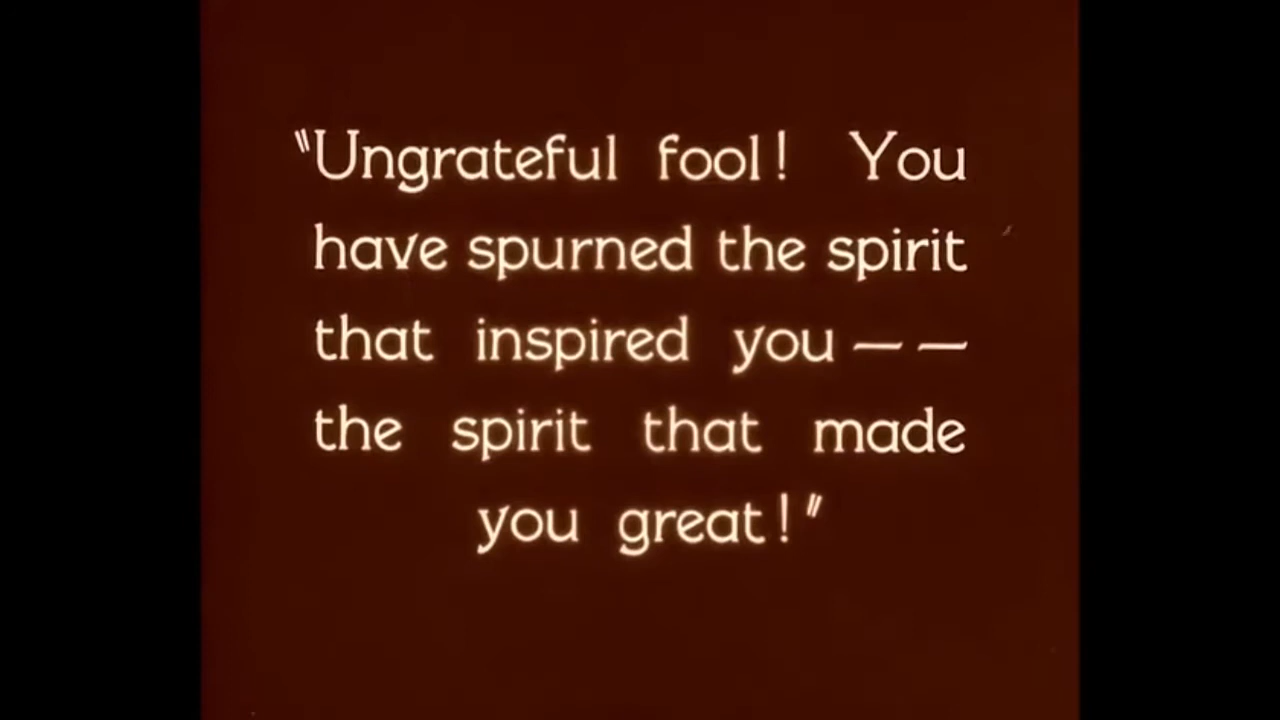 "Ungrateful fool! You
have spurned the spirit
that inspired you — —
the spirit that made
you great!"